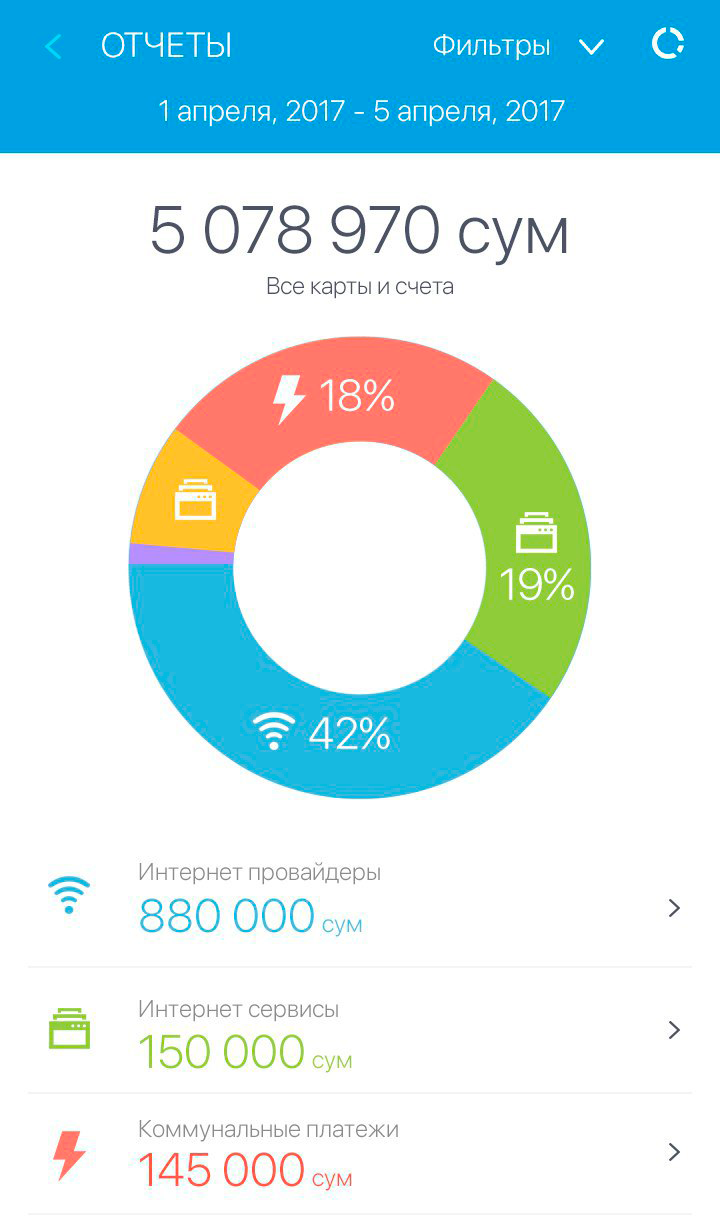 ОТЧЕТЫ Фильтры
1 апреля, 2017 - 5 апреля, 2017
5 078 970 сум
Все карты и счета
18%
19%
42%
Интернет провайдеры
880 000 сум
Интернет сервисы
150 000 сум
Коммунальные платежи
145 000 сум